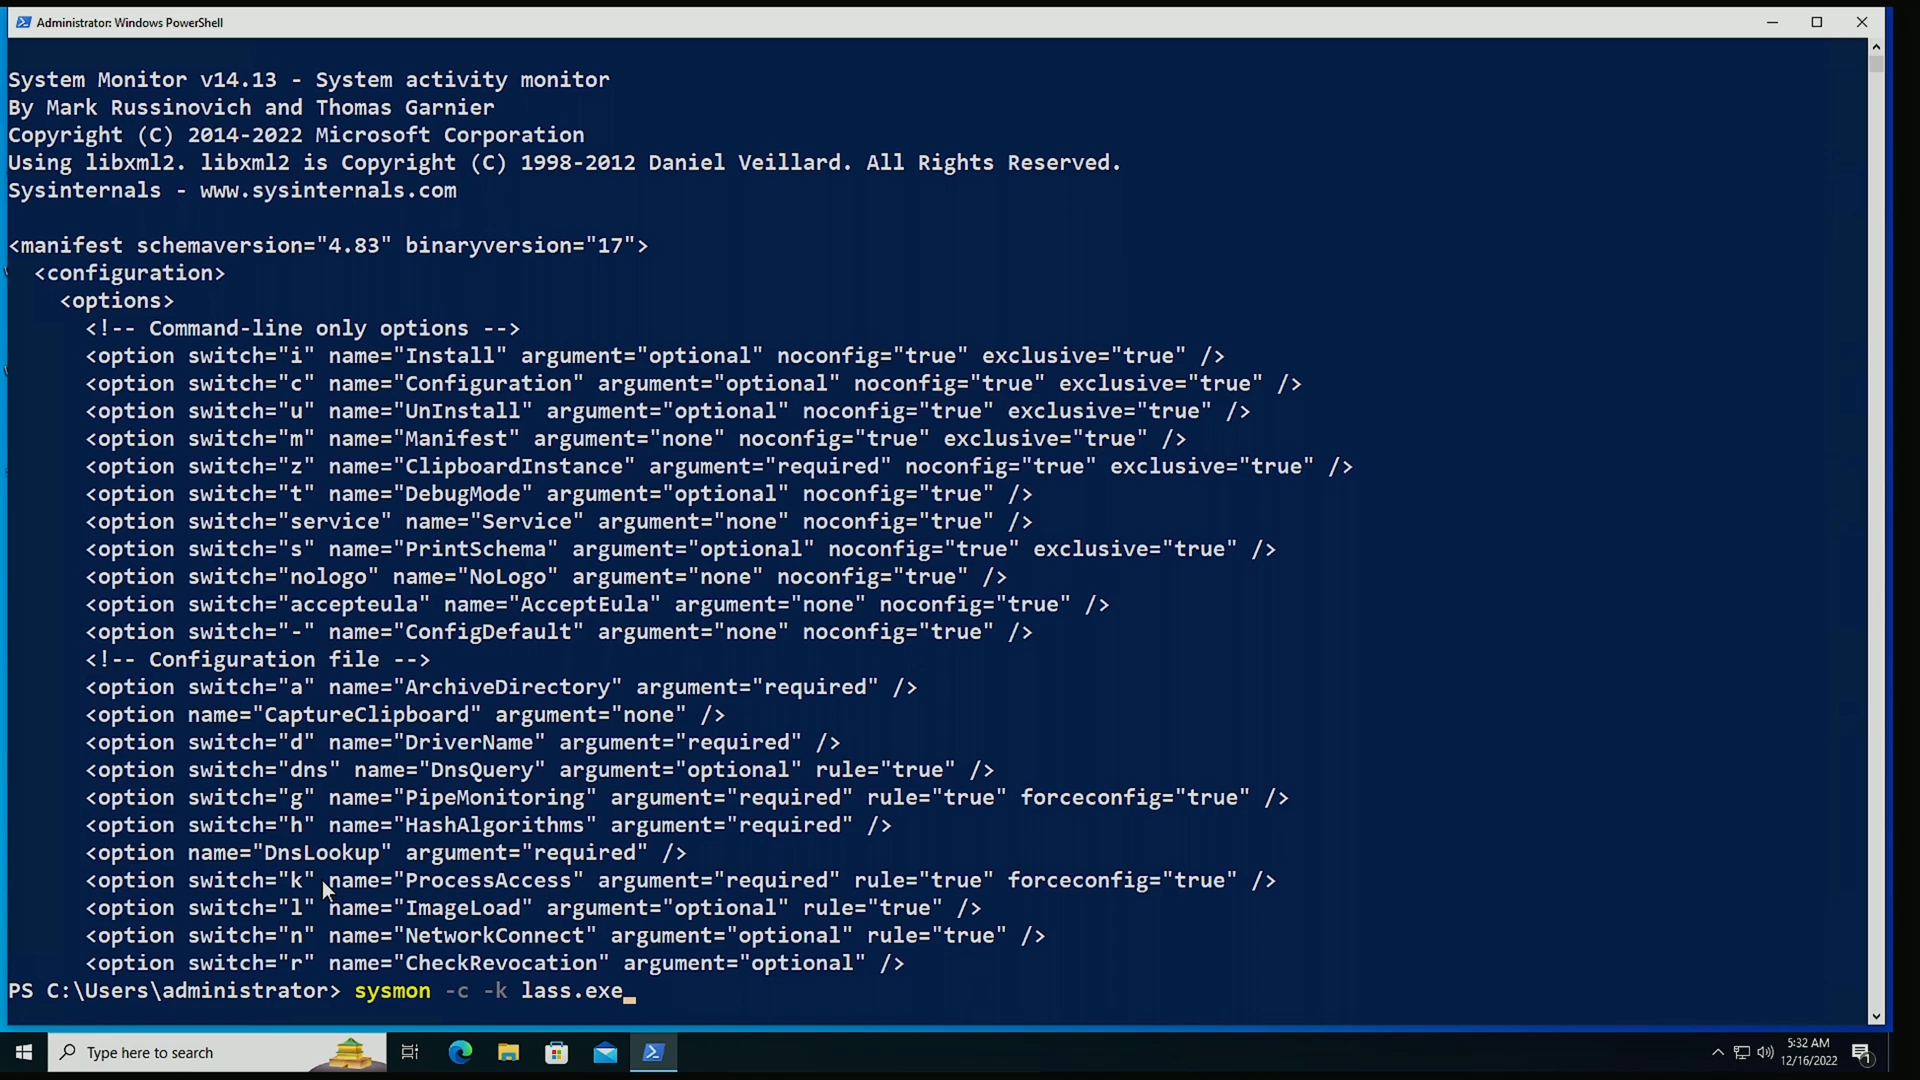 Administrator: Windows PowerShell
System Monitor v14.13 - System activity monitor
By Mark Russinovich and Thomas Garnier
Copyright (C) 2014-2022 Microsoft Corporation
Using libxml2. libxml2 is Copyright (C) 1998-2012 Daniel Veillard. All Rights Reserved.
Sysinternals - www.sysinternals.com
<manifest schemaversion="4.83" binaryversion="17">
<configuration>
<options>
<!-- Command-line only options -->
<option switch="i" name="Install" argument="optional" noconfig="true" exclusive="true" />
<option switch="c" name="Configuration" argument="optional" noconfig="true" exclusive="true" />
<option switch="u" name="UnInstall" argument="optional" noconfig="true" exclusive="true" />
<option switch="m" name="Manifest" argument="none" noconfig="true" exclusive="true" />
<option switch="z" name="ClipboardInstance" argument="required" noconfig="true" exclusive="true" />
<option switch="t" name="DebugMode" argument="optional" noconfig="true" />
<option switch="service" name="Service" argument="none" noconfig="true" />
<option switch="s" name="PrintSchema" argument="optional" noconfig="true" exclusive="true" />
<option switch="nologo" name="NoLogo" argument="none" noconfig="true" />
<option switch="accepteula" name="AcceptEula" argument="none" noconfig="true" />
<option switch="-" name="ConfigDefault" argument="none" noconfig="true" />
<!-- Configuration file -->
<option switch="a" name="ArchiveDirectory" argument="required" />
<option name="CaptureClipboard" argument="none" />
<option switch="d" name="DriverName" argument="required" />
<option switch="dns" name="DnsQuery" argument="optional" rule="true" />
<option switch="g" name="PipeMonitoring" argument="required" rule="true" forceconfig="true" />
<option switch="h" name="HashAlgorithms" argument="required" />
<option name="DnsLookup" argument="required" />
<option switch="k" name="ProcessAccess" argument="required" rule="true" forceconfig="true" />
<option switch="l" name="ImageLoad" argument="optional" rule="true" />
<option switch="n" name="NetworkConnect" argument="optional" rule="true" />
<option switch="r" name="CheckRevocation" argument="optional" />
PS C:\Users\administrator> sysmon -c -k lass.exe_
Type here to search
5:32 AM
12/16/2022
1